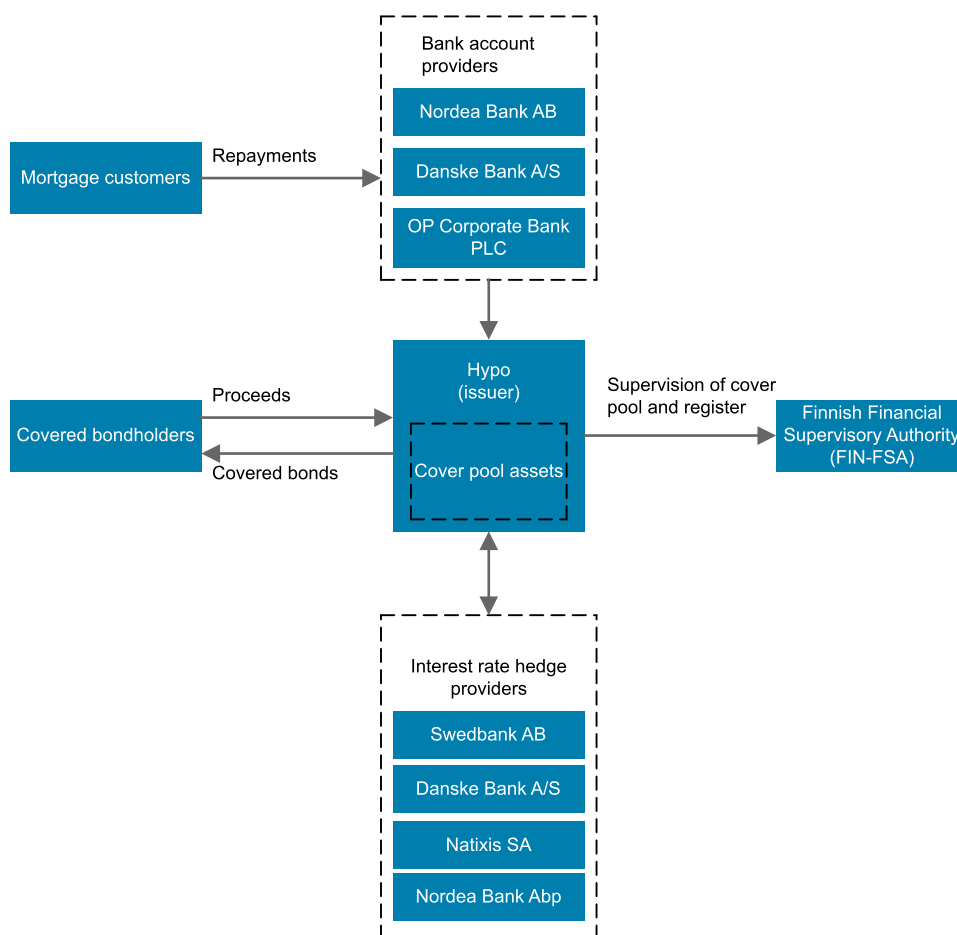 Bank account
providers
Nordea Bank AB
Danske Bank A/S
OP Corporate Bank
PLC
Mortgage customers
Repayments
Hypo
(issuer)
Cover pool assets
Covered bondholders
Proceeds
Covered bonds
Supervision of cover
pool and register
Finnish Financial
Supervisory Authority
(FIN-FSA)
Interest rate hedge
providers
Swedbank AB
Danske Bank A/S
Natixis SA
Nordea Bank Abp